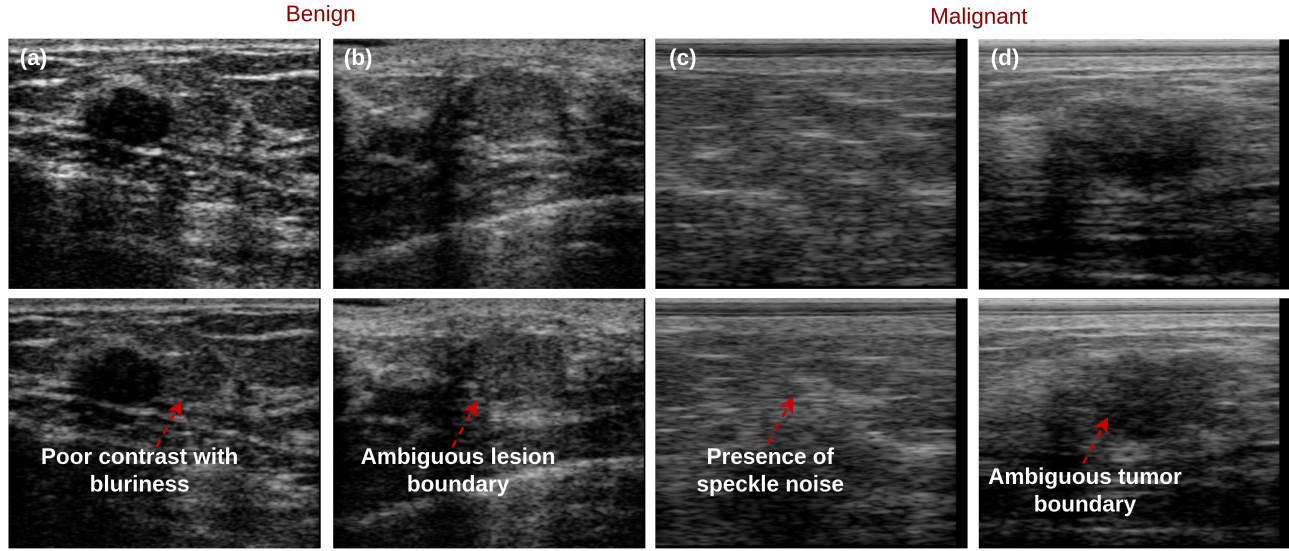 Benign
Malignant
(a)
(b)
(c)
(d)
Poor contrast with
bluriness
Ambiguous lesion
boundary
Presence of
speckle noise
Ambiguous tumor
boundary